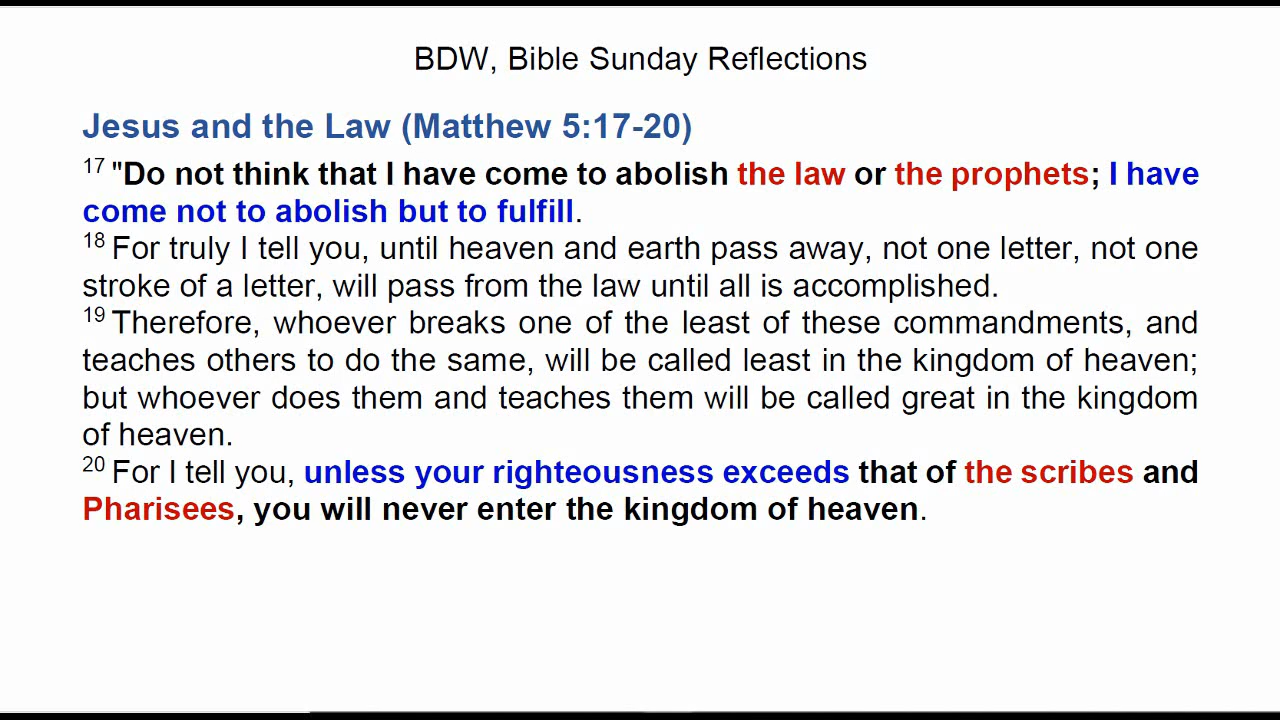 BDW, Bible Sunday Reflections
Jesus and the Law (Matthew 5:17-20)
17 "Do not think that I have come to abolish the law or the prophets; I have
come not to abolish but to fulfill.
18 For truly I tell you, until heaven and earth pass away, not one letter, not one
stroke of a letter, will pass from the law until all is accomplished.
19 Therefore, whoever breaks one of the least of these commandments, and
teaches others to do the same, will be called least in the kingdom of heaven;
but whoever does them and teaches them will be called great in the kingdom
of heaven.
20 For I tell you, unless your righteousness exceeds that of the scribes and
Pharisees, you will never enter the kingdom of heaven.